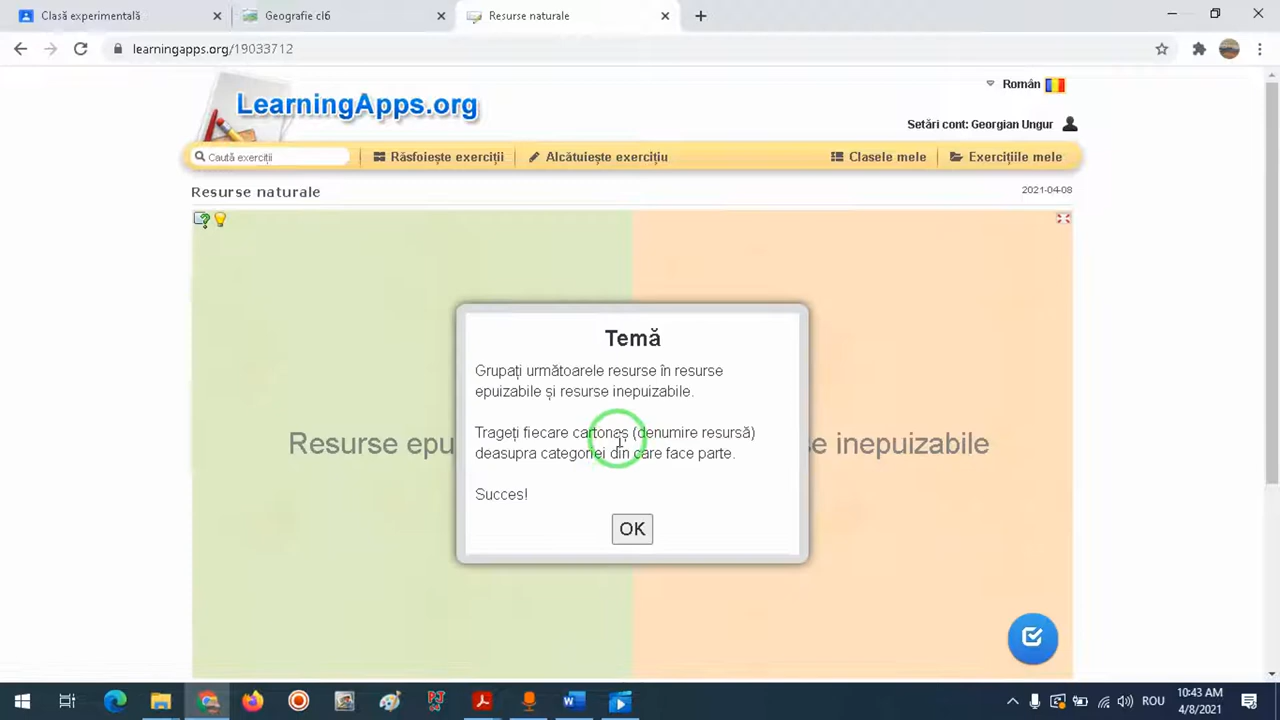 Clasă experimentală
Geografie cl6
Resurse naturale
learningapps.org/19033712
LearningApps.org
Român
Setări cont: Georgian Ungur
Caută exerciții
Răsfoiește exerciții
Alcătuiește exercițiu
Clasele mele
Exercițiile mele
Resurse naturale
2021-04-08
Temă
Grupați următoarele resurse în resurse
epuizabile și resurse inepuizabile.
Trageți fiecare cartonaș (denumire resursă)
deasupra categoriei din care face parte.
Succes!
OK
Resurse epu
se inepuizabile
ROU
10:43 AM
4/8/2021